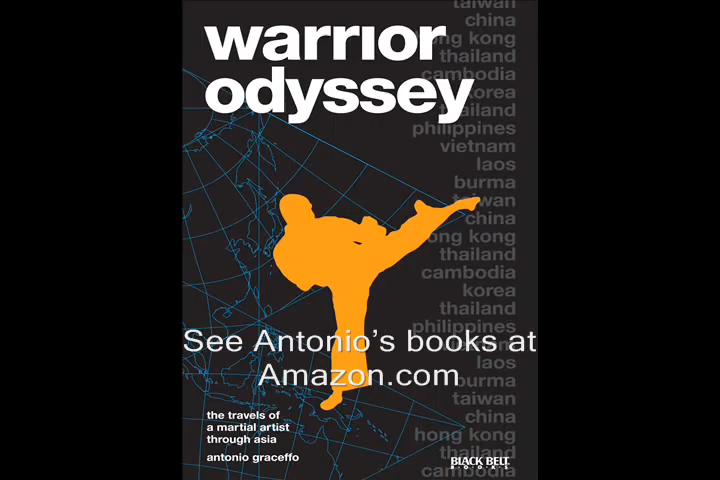 warrior
odyssey
taiwan
china
hong kong
thailand
cambodia
korea
thailand
philippines
vietnam
laos
burma
taiwan
china
hong kong
thailand
cambodia
korea
thailand
philippines
laos
burma
taiwan
china
hong kong
thailand
cambodia
See Antonio's books at
Amazon.com
the travels of
a martial artist
through asia
antonio graceffo
BLACK BELT
BOOKS